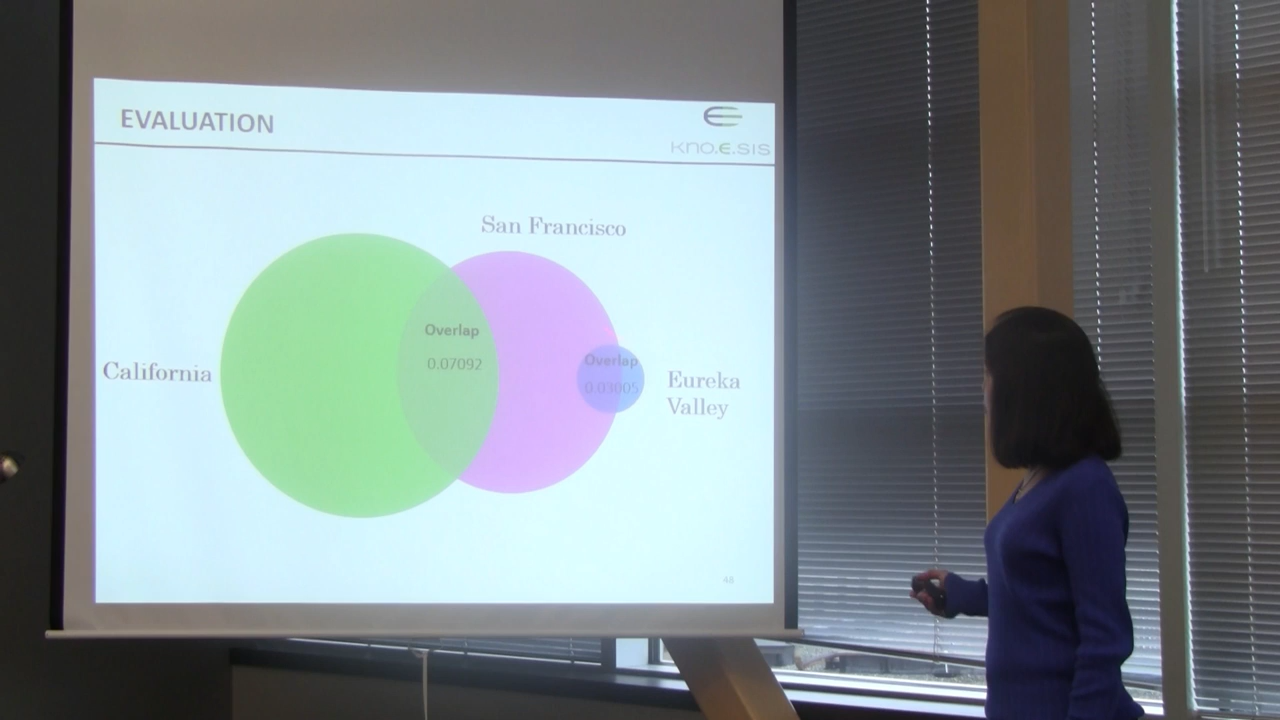 EVALUATION
kno.e.sis
San Francisco
Overlap
0.07092
California
Overlap
0.03005
Eureka
Valley
48